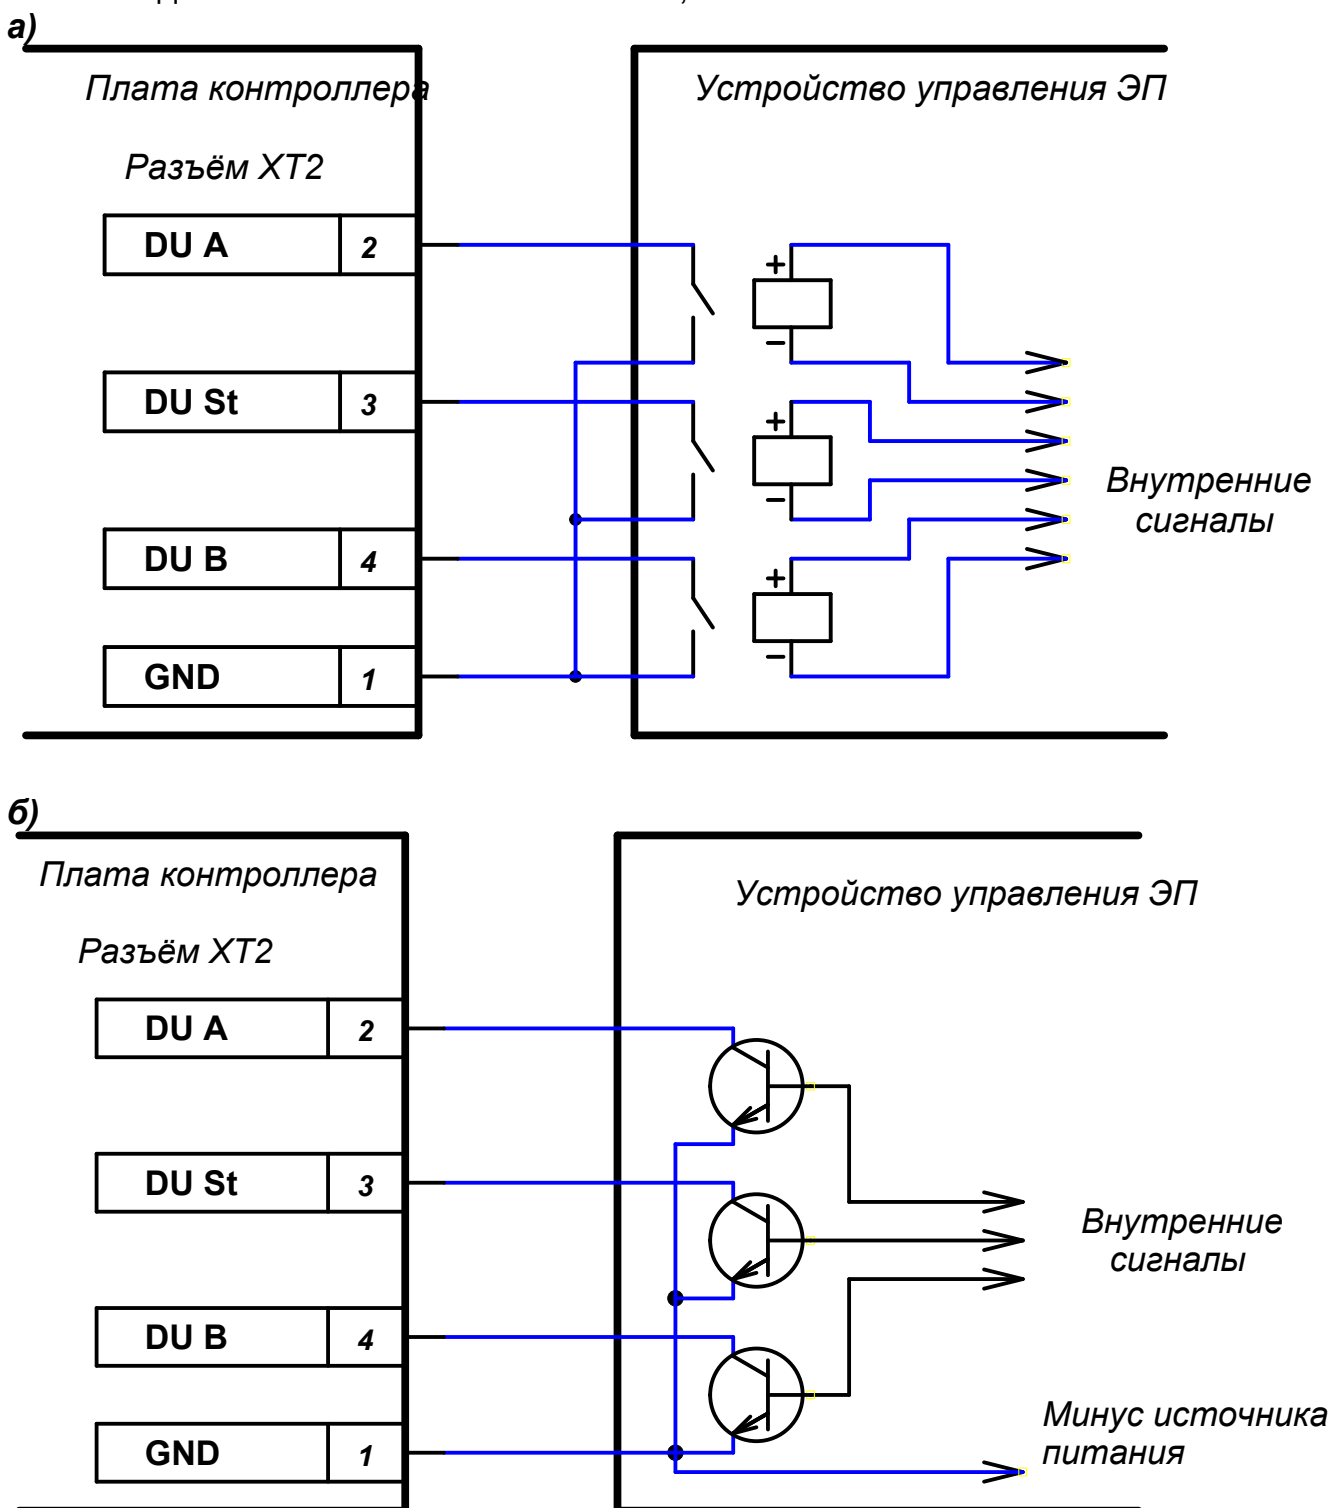 а)
Плата контроллера
Устройство управления ЭП
Разъём XT2
DU A 2
+
−
DU St 3
+
−
Внутренние
сигналы
DU B 4
+
−
GND 1
б)
Плата контроллера
Устройство управления ЭП
Разъём XT2
DU A 2
DU St 3
Внутренние
сигналы
DU B 4
Минус источника
питания
GND 1